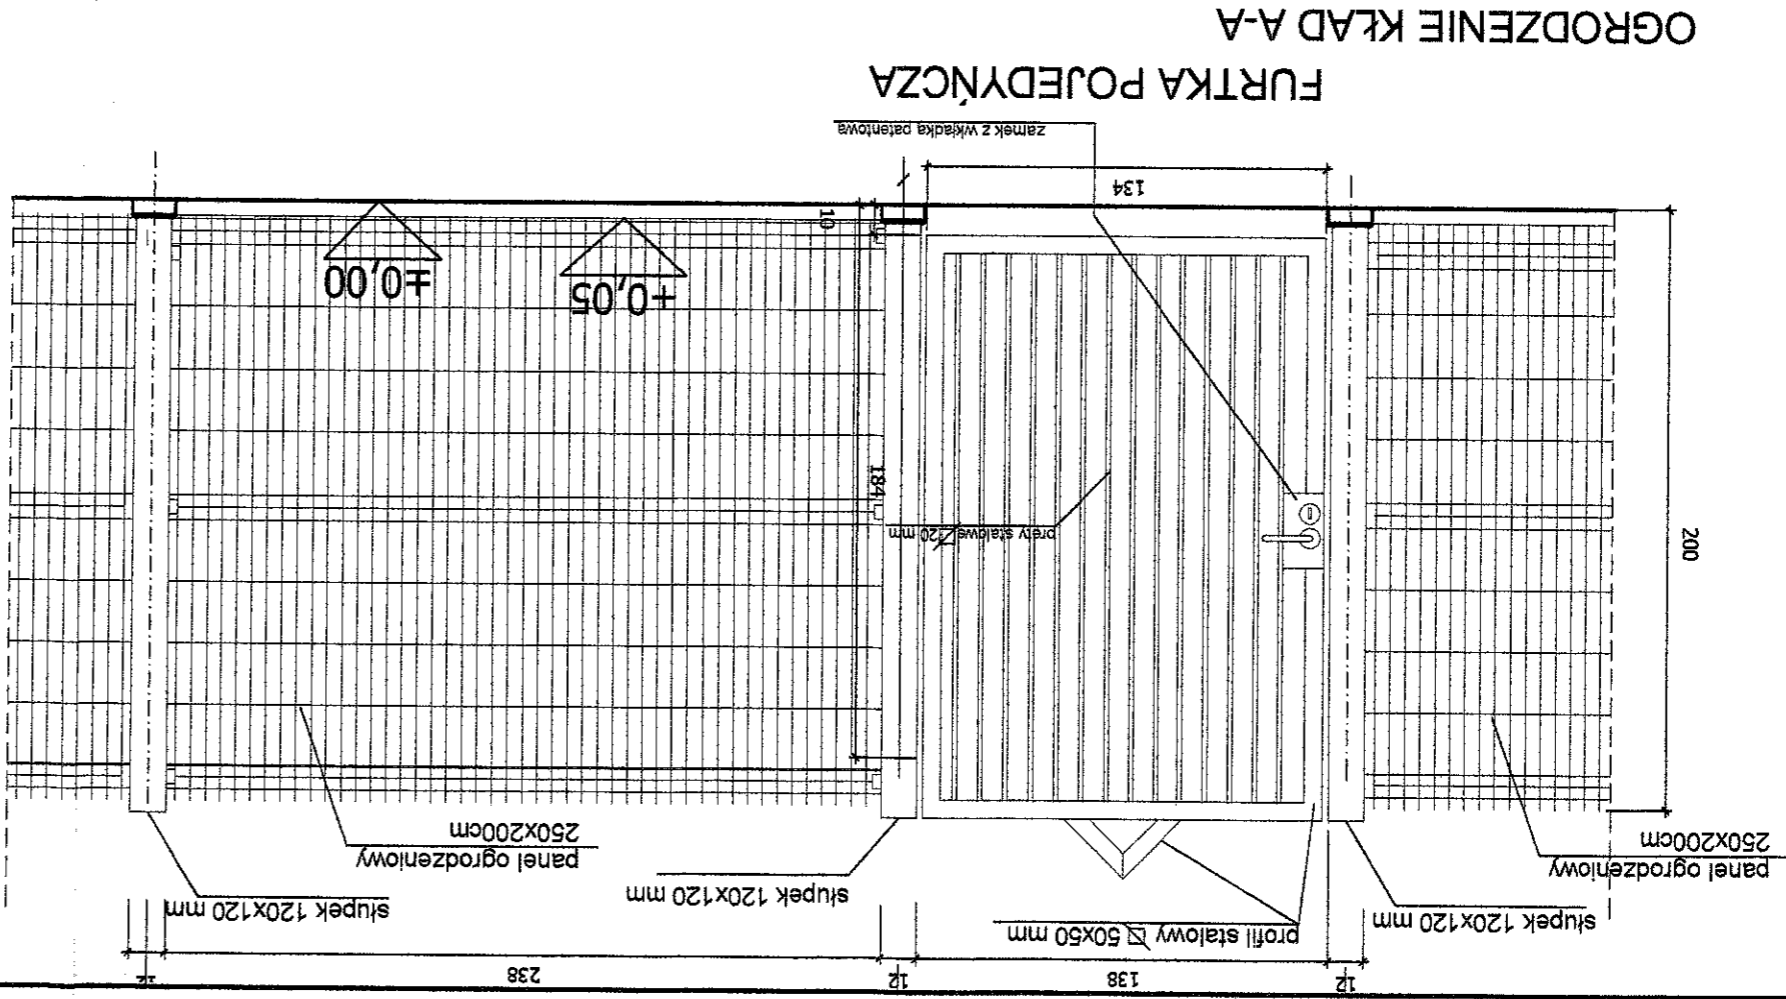 12
138
12
238
12
profil stalowy 50x50 mm
słupek 120x120 mm
słupek 120x120 mm
słupek 120x120 mm
panel ogrodzeniowy
250x200cm
panel ogrodzeniowy
250x200cm
200
pręty stalowe 20 mm
184
+0,05
±0,00
10
134
zamek z wkładką patentową
FURTKA POJEDYŃCZA
OGRODZENIE KŁAD A-A